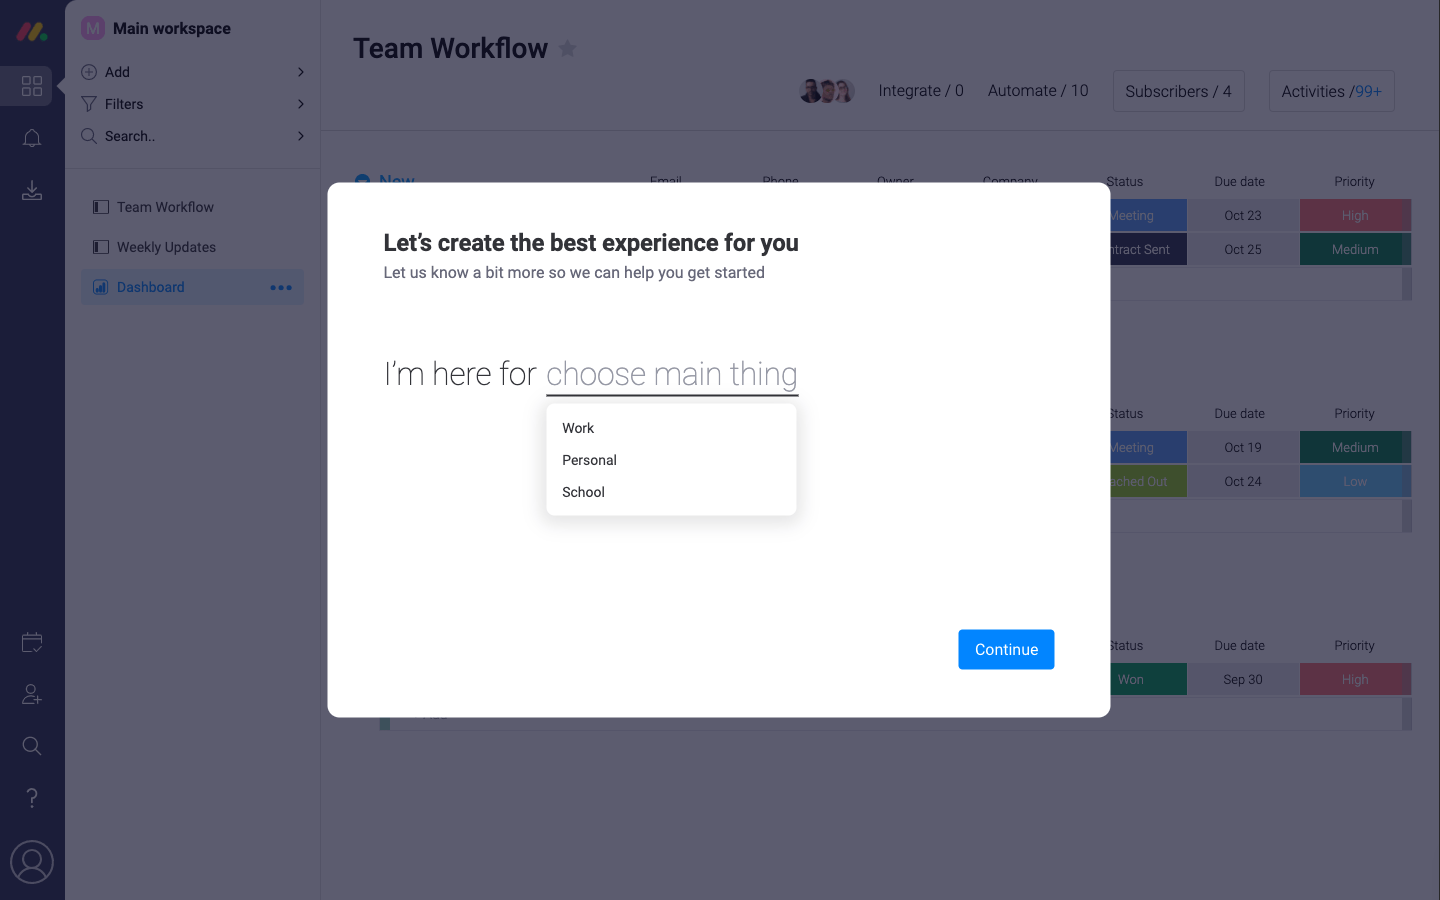 M Main workspace
Add
Filters
Search..
Team Workflow
Weekly Updates
Dashboard
Team Workflow
Integrate / 0 Automate / 10 Subscribers / 4 Activities /99+
New Email Phone Owner Company Status Due date Priority
Meeting Oct 23 High
ntract Sent Oct 25 Medium
Let’s create the best experience for you
Let us know a bit more so we can help you get started
I’m here for choose main thing
Work
Personal
School
Continue
Status Due date Priority
Meeting Oct 19 Medium
ached Out Oct 24 Low
Status Due date Priority
Won Sep 30 High